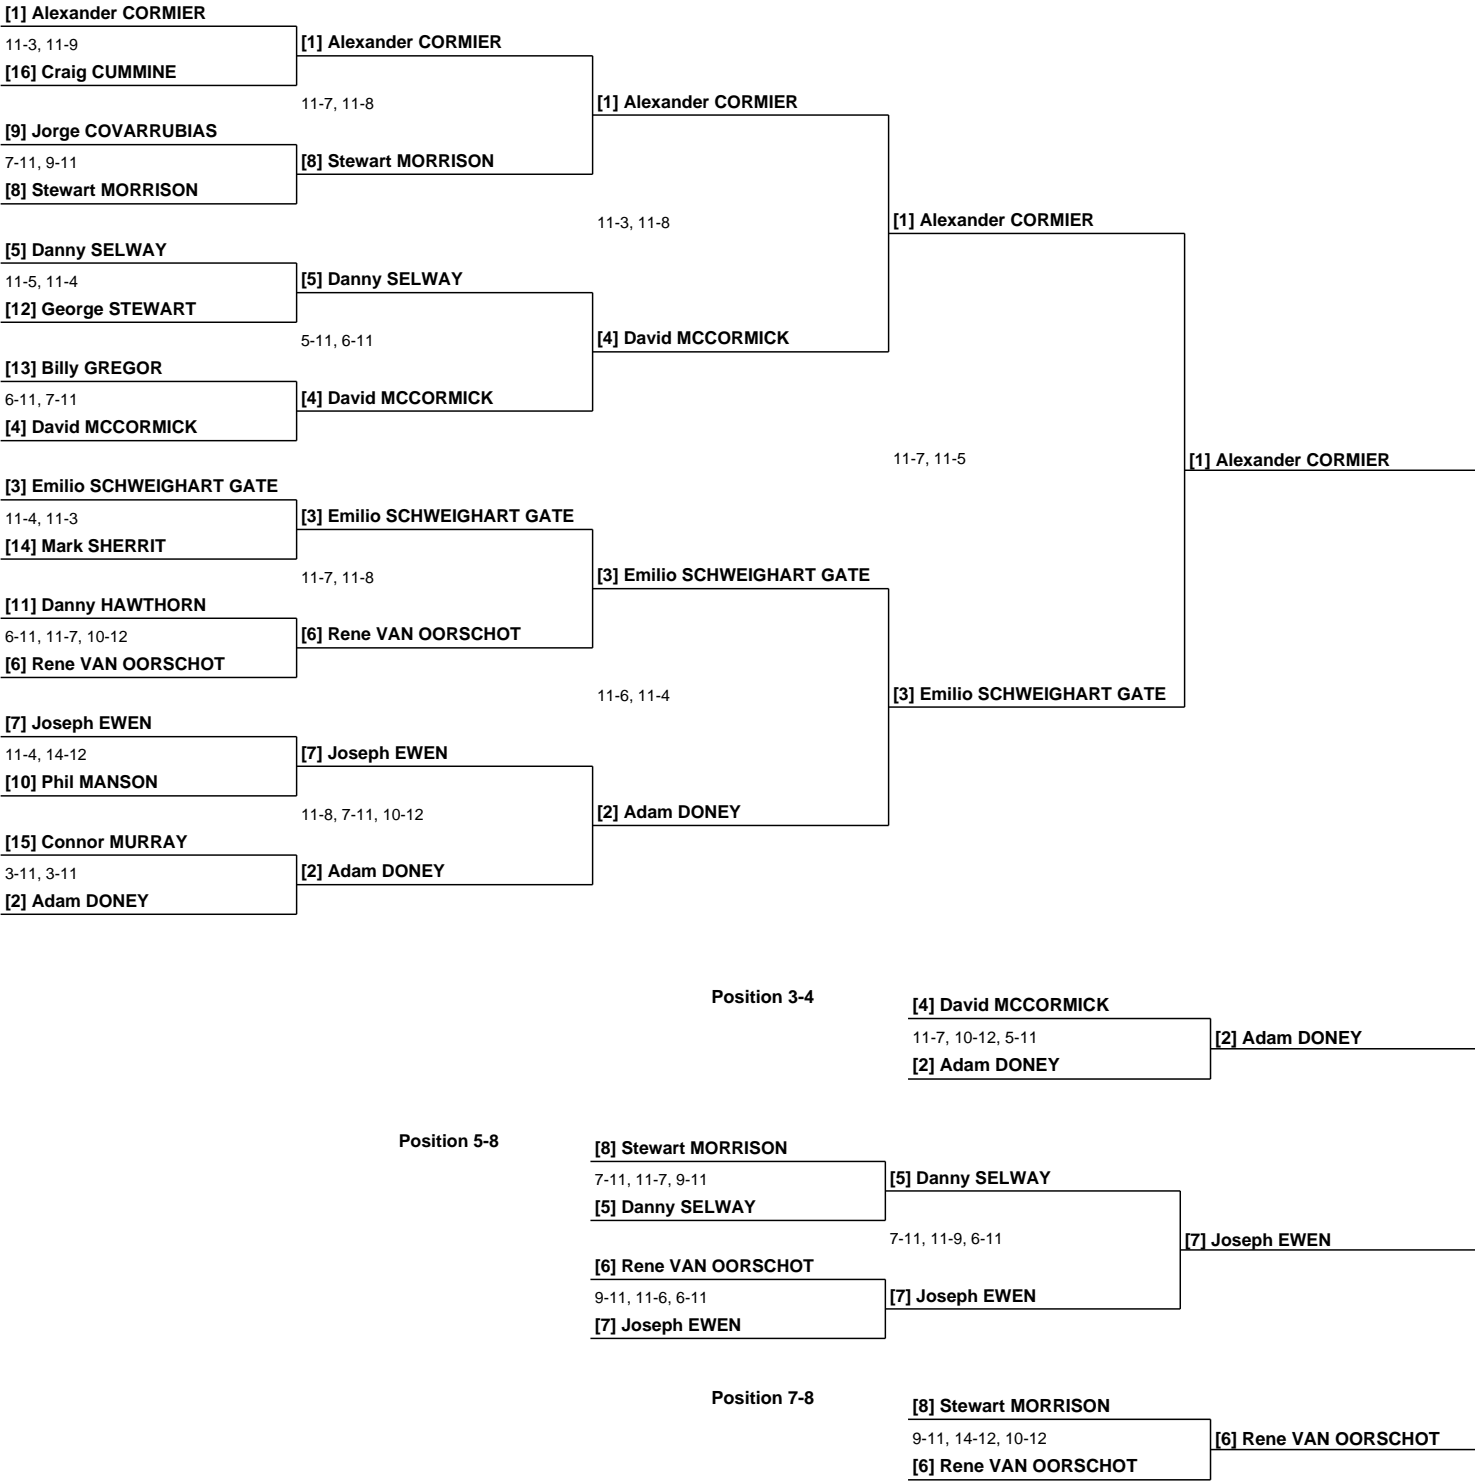 [1] Alexander CORMIER
11-3, 11-9
[16] Craig CUMMINE
[1] Alexander CORMIER
11-7, 11-8
[1] Alexander CORMIER
[9] Jorge COVARRUBIAS
7-11, 9-11
[8] Stewart MORRISON
[8] Stewart MORRISON
11-3, 11-8
[1] Alexander CORMIER
[5] Danny SELWAY
11-5, 11-4
[12] George STEWART
[5] Danny SELWAY
5-11, 6-11
[4] David MCCORMICK
[13] Billy GREGOR
6-11, 7-11
[4] David MCCORMICK
[4] David MCCORMICK
11-7, 11-5
[1] Alexander CORMIER
[3] Emilio SCHWEIGHART GATE
11-4, 11-3
[14] Mark SHERRIT
[3] Emilio SCHWEIGHART GATE
11-7, 11-8
[3] Emilio SCHWEIGHART GATE
[11] Danny HAWTHORN
6-11, 11-7, 10-12
[6] Rene VAN OORSCHOT
[6] Rene VAN OORSCHOT
11-6, 11-4
[3] Emilio SCHWEIGHART GATE
[7] Joseph EWEN
11-4, 14-12
[10] Phil MANSON
[7] Joseph EWEN
11-8, 7-11, 10-12
[2] Adam DONEY
[15] Connor MURRAY
3-11, 3-11
[2] Adam DONEY
[2] Adam DONEY
Position 3-4
[4] David MCCORMICK
11-7, 10-12, 5-11
[2] Adam DONEY
[2] Adam DONEY
Position 5-8
[8] Stewart MORRISON
7-11, 11-7, 9-11
[5] Danny SELWAY
[5] Danny SELWAY
7-11, 11-9, 6-11
[7] Joseph EWEN
[6] Rene VAN OORSCHOT
9-11, 11-6, 6-11
[7] Joseph EWEN
[7] Joseph EWEN
Position 7-8
[8] Stewart MORRISON
9-11, 14-12, 10-12
[6] Rene VAN OORSCHOT
[6] Rene VAN OORSCHOT